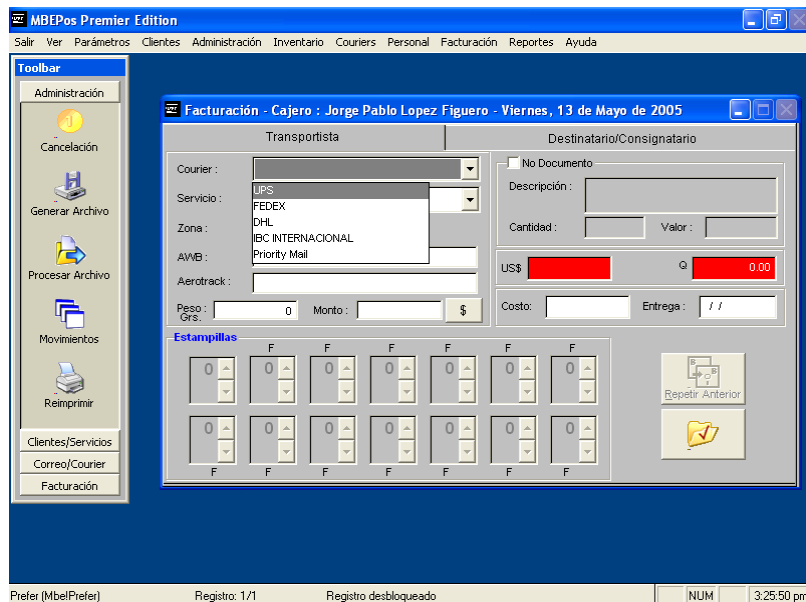 MBEPos Premier Edition
Salir Ver Parámetros Clientes Administración Inventario Couriers Personal Facturación Reportes Ayuda
Toolbar
Administración
Cancelación
Generar Archivo
Procesar Archivo
Movimientos
Reimprimir
Clientes/Servicios
Correo/Courier
Facturación
Facturación - Cajero : Jorge Pablo Lopez Figuero - Viernes, 13 de Mayo de 2005
Transportista
Destinatario/Consignatario
Courier :
UPS
FEDEX
DHL
IBC INTERNACIONAL
Priority Mail
Servicio :
Zona :
AWB :
Aerotrack :
Peso : 0 Monto : $
Grs.
No Documento
Descripción :
Cantidad : Valor :
US$ Q 0.00
Costo: Entrega : / /
Estampillas
F F F F F F
0 0 0 0 0 0 0
0 0 0 0 0 0 0
F F F F F F F
Repetir Anterior
Prefer (Mbe!Prefer) Registro: 1/1 Registro desbloqueado NUM 3:25:50 pm